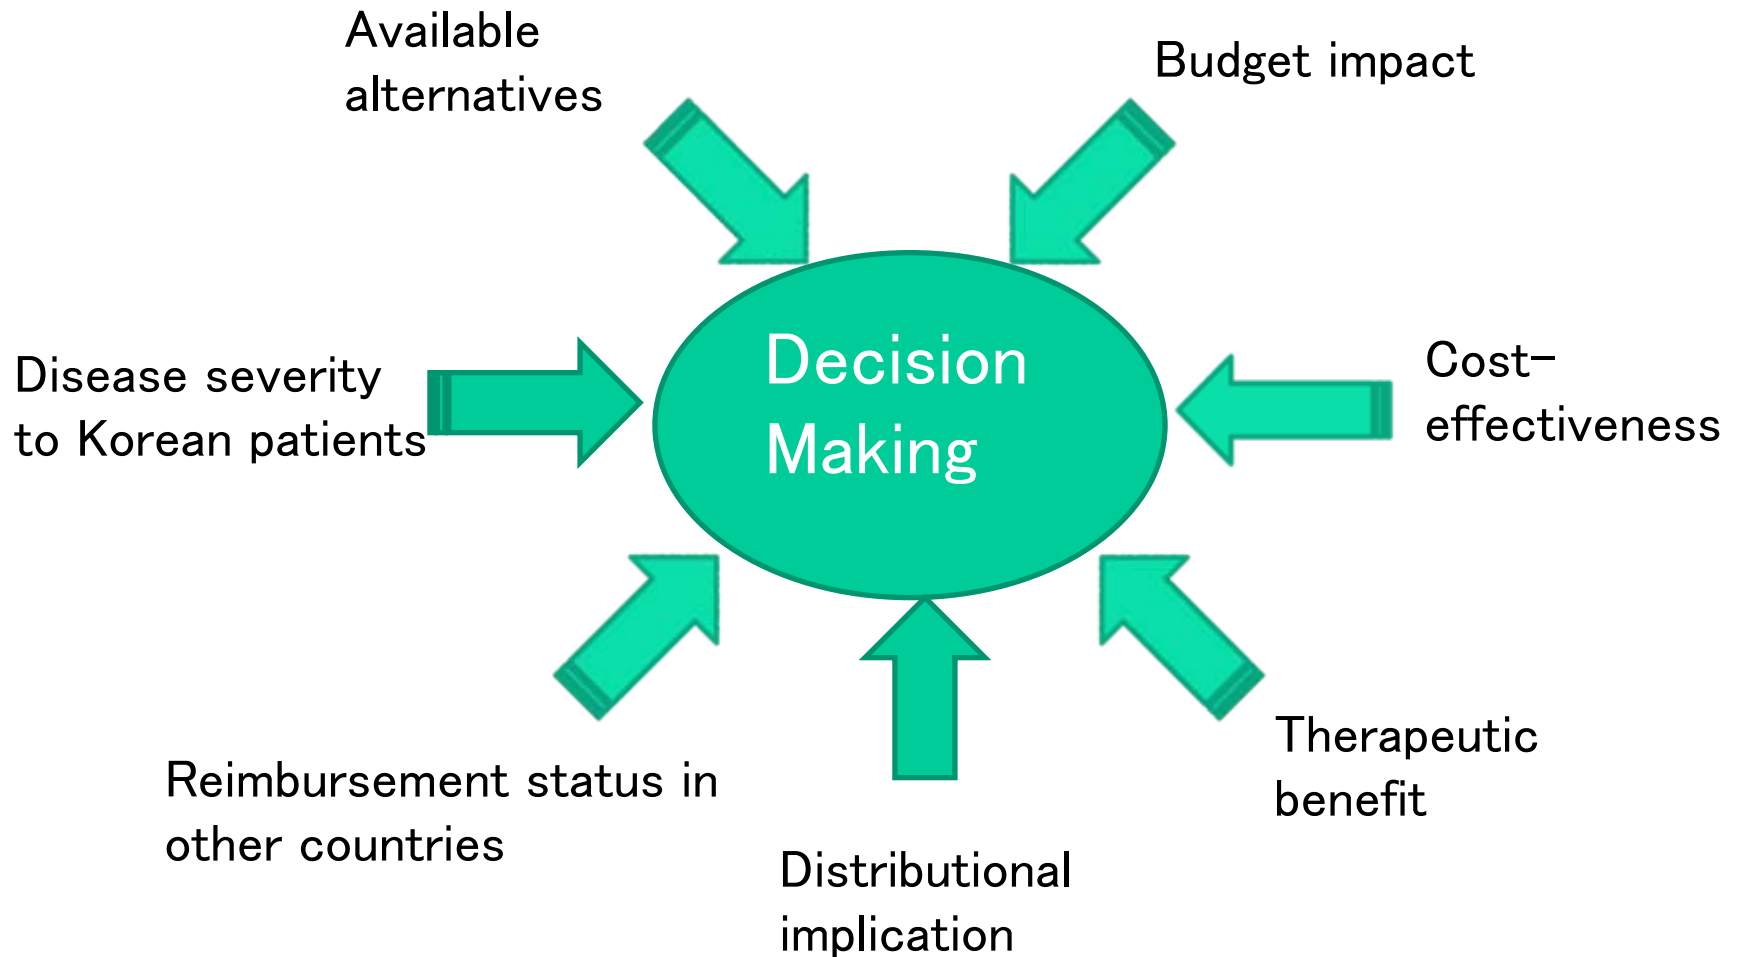 Available
alternatives
Budget impact
Disease severity
to Korean patients
Decision
Making
Cost-
effectiveness
Reimbursement status in
other countries
Therapeutic
benefit
Distributional
implication